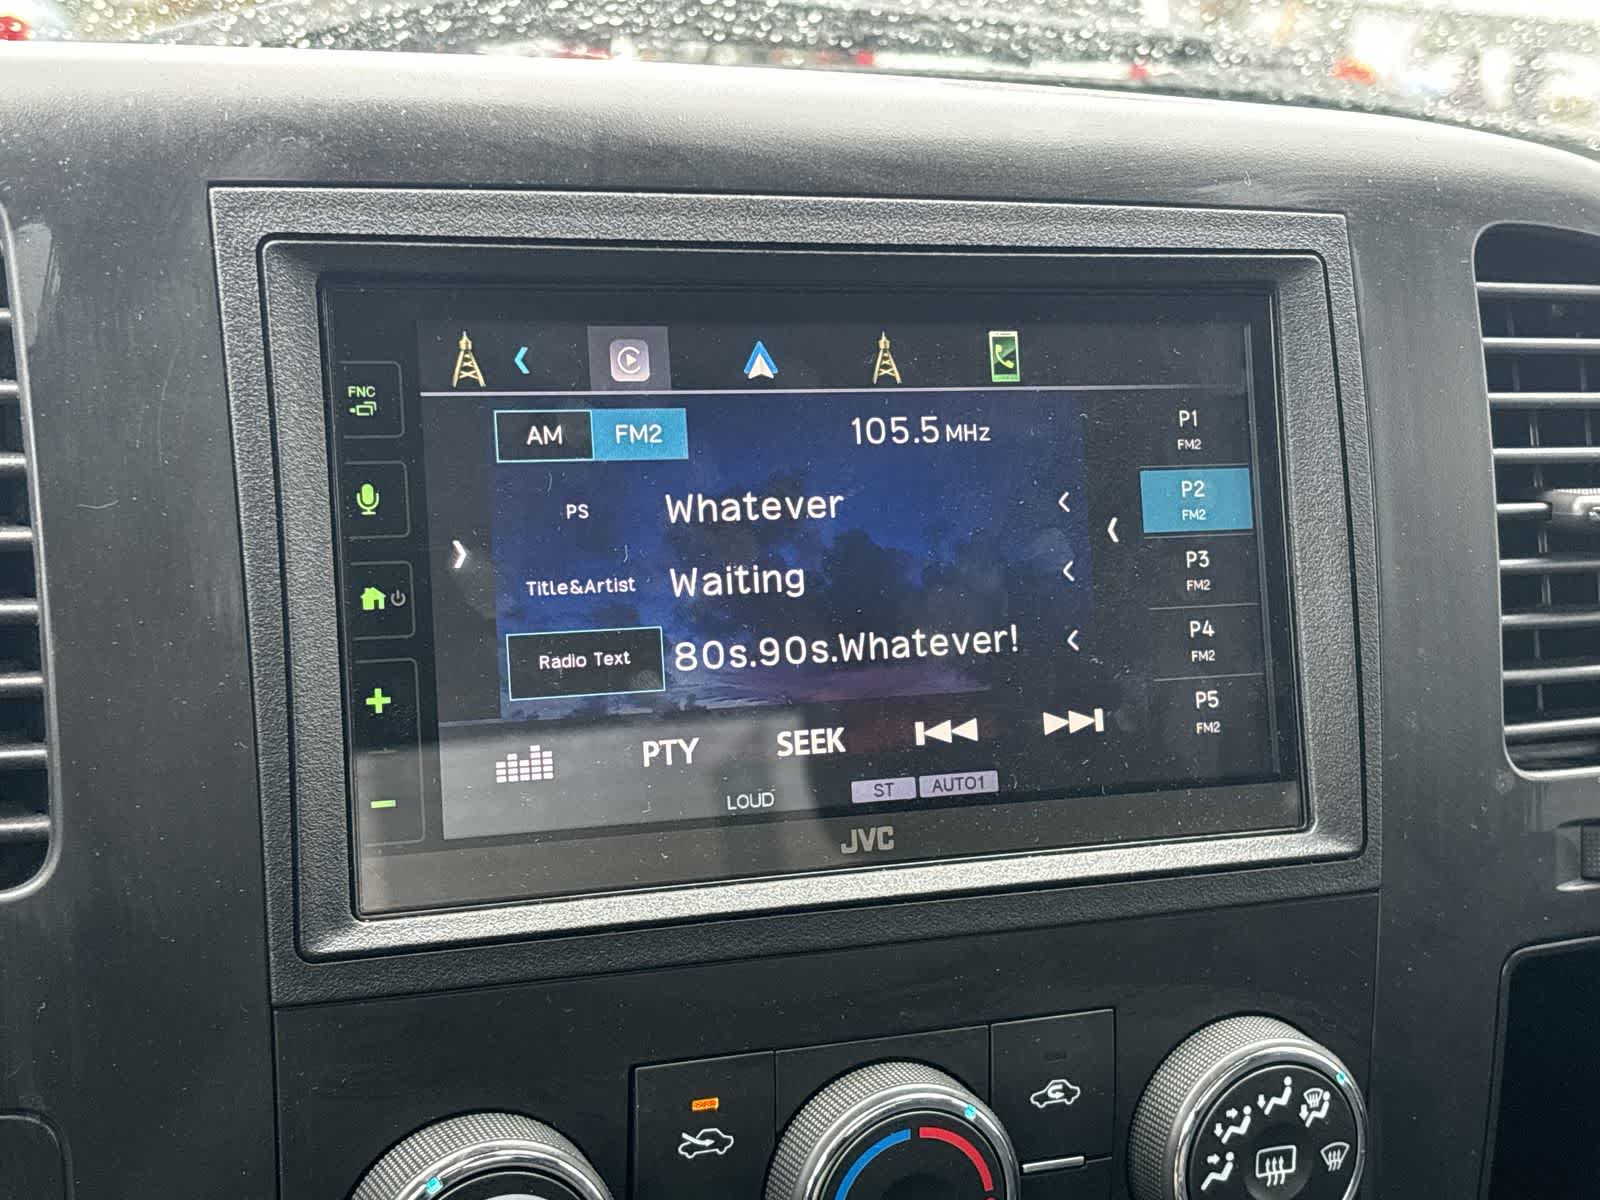 FNC
AM FM2 105.5 MHz
PS Whatever
Title&Artist Waiting
Radio Text 80s.90s.Whatever!
P1
FM2
P2
FM2
P3
FM2
P4
FM2
P5
FM2
PTY SEEK
LOUD ST AUTO1
JVC